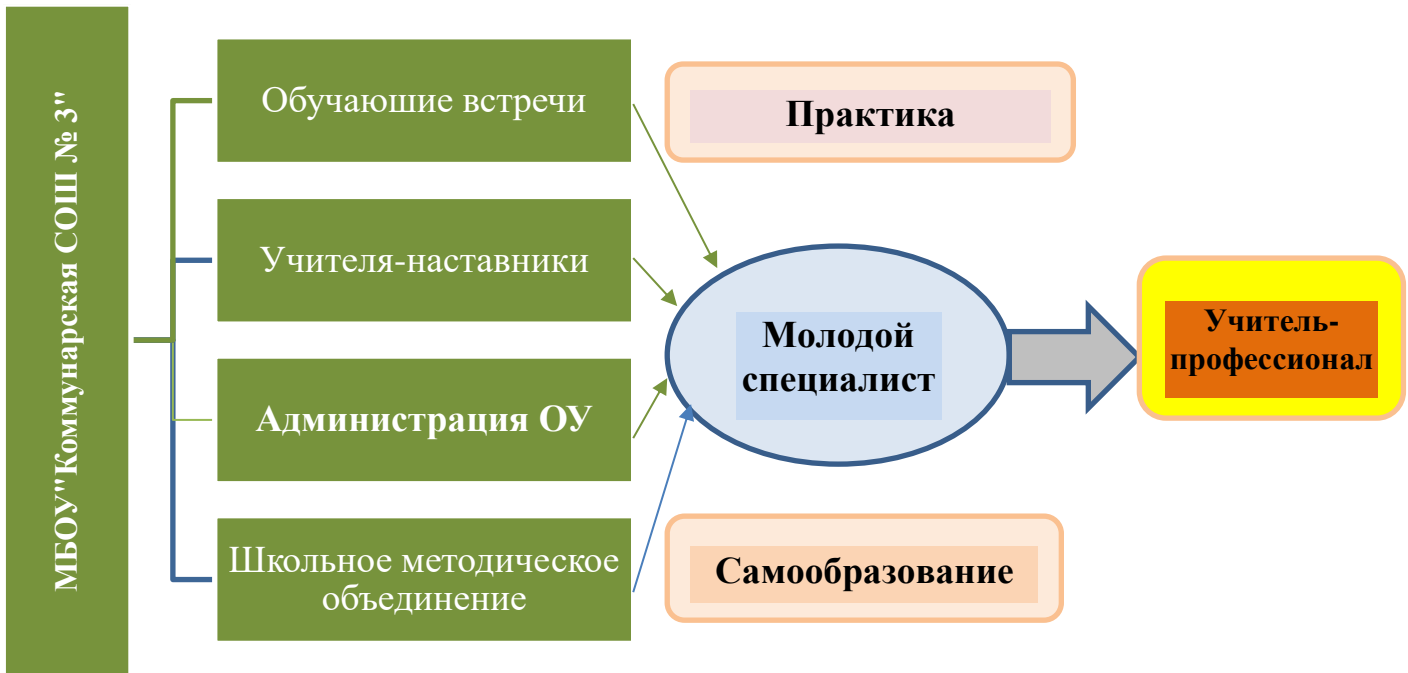 МБОУ"Коммунарская СОШ № 3"
Обучаюшие встречи
Учителя-наставники
Администрация ОУ
Школьное методическое
объединение
Практика
Молодой
специалист
Самообразование
Учитель-
профессионал